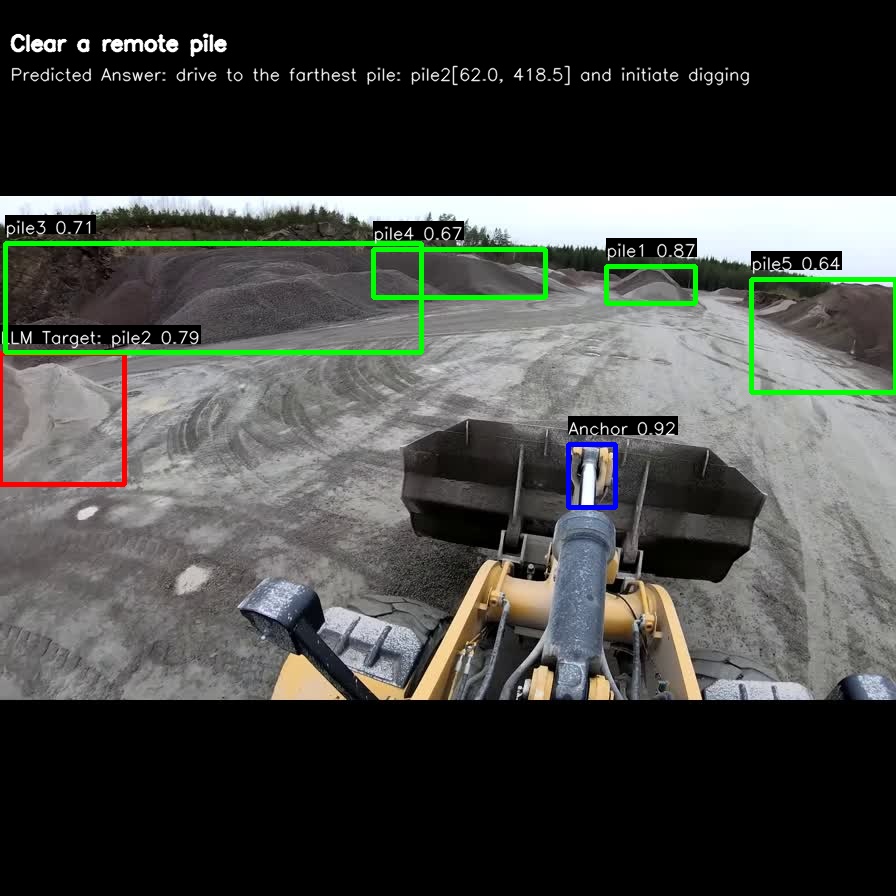 Clear a remote pile
Predicted Answer: drive to the farthest pile: pile2[62.0, 418.5] and initiate digging
pile3 0.71
pile4 0.67
pile1 0.87
pile5 0.64
LLM Target: pile2 0.79
Anchor 0.92